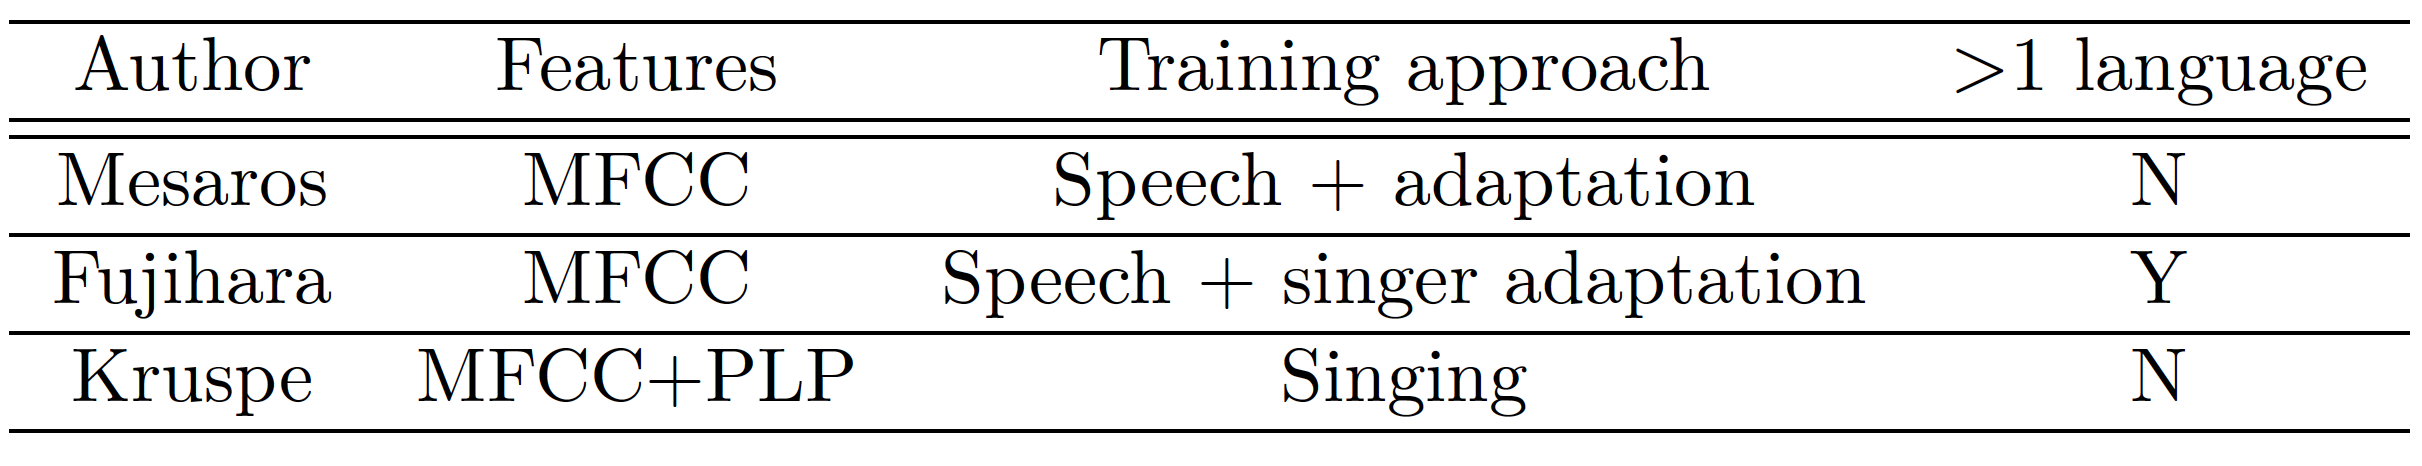 Author Features Training approach >1 language
Mesaros MFCC Speech + adaptation N
Fujihara MFCC Speech + singer adaptation Y
Kruspe MFCC+PLP Singing N